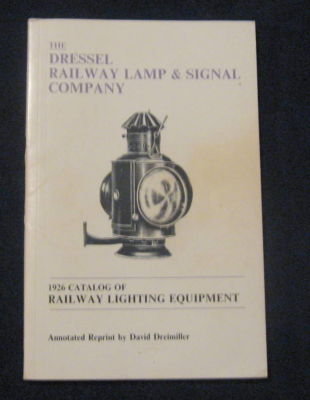 THE
DRESSEL
RAILWAY LAMP & SIGNAL
COMPANY
1926 CATALOG OF
RAILWAY LIGHTING EQUIPMENT
Annotated Reprint by David Dreimiller